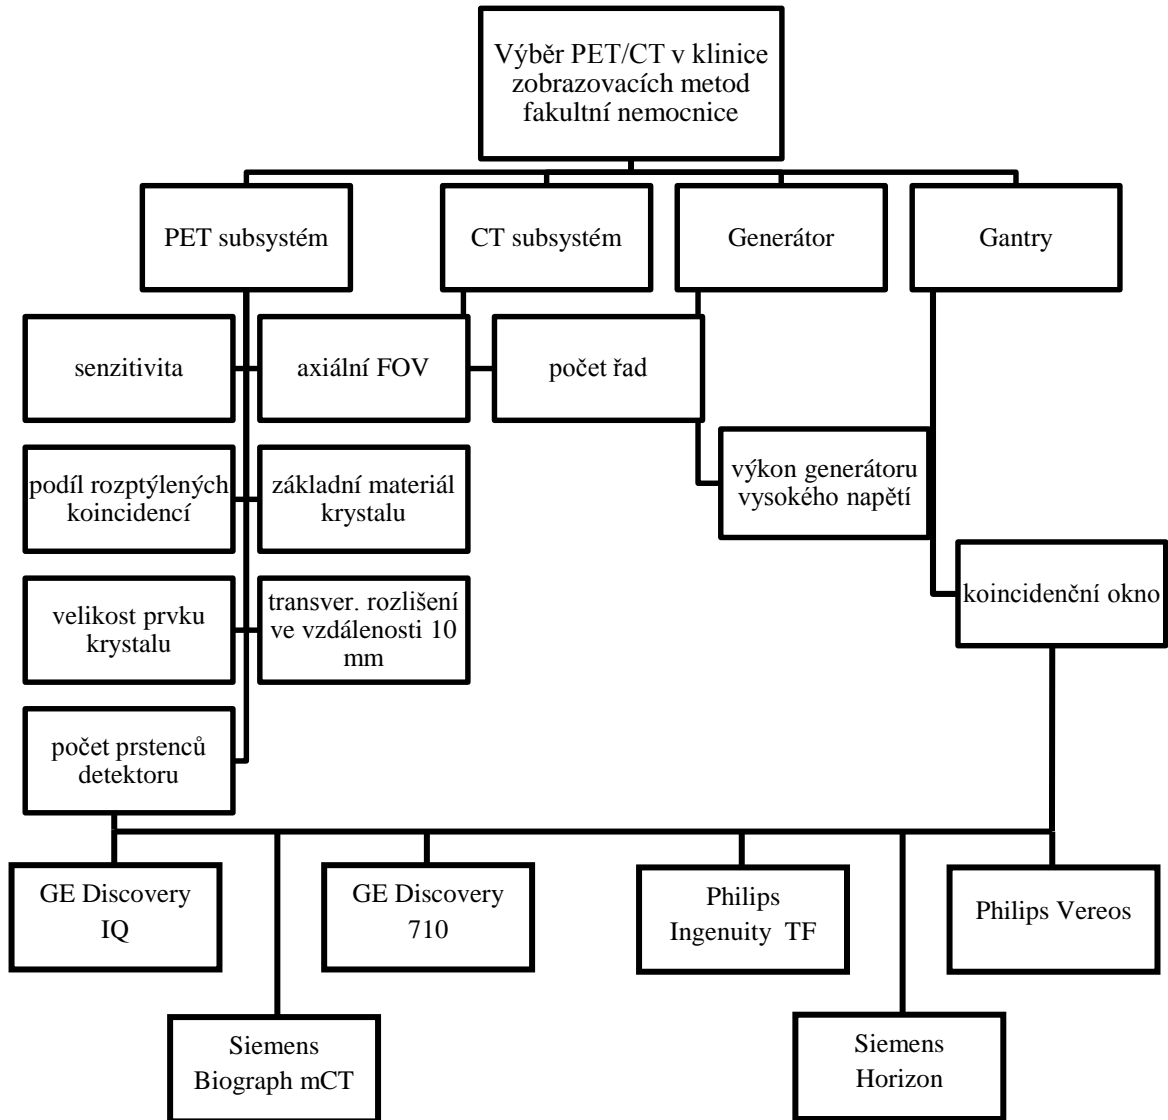 Výběr PET/CT v klinice
zobrazovacích metod
fakultní nemocnice
PET subsystém
CT subsystém
Generátor
Gantry
senzitivita
axiální FOV
počet řad
podíl rozptýlených
koincidencí
základní materiál
krystalu
výkon generátoru
vysokého napětí
velikost prvku
krystalu
transver. rozlišení
ve vzdálenosti 10
mm
koincidenční okno
počet prstenců
detektoru
GE Discovery
IQ
GE Discovery
710
Philips
Ingenuity TF
Philips Vereos
Siemens
Biograph mCT
Siemens
Horizon